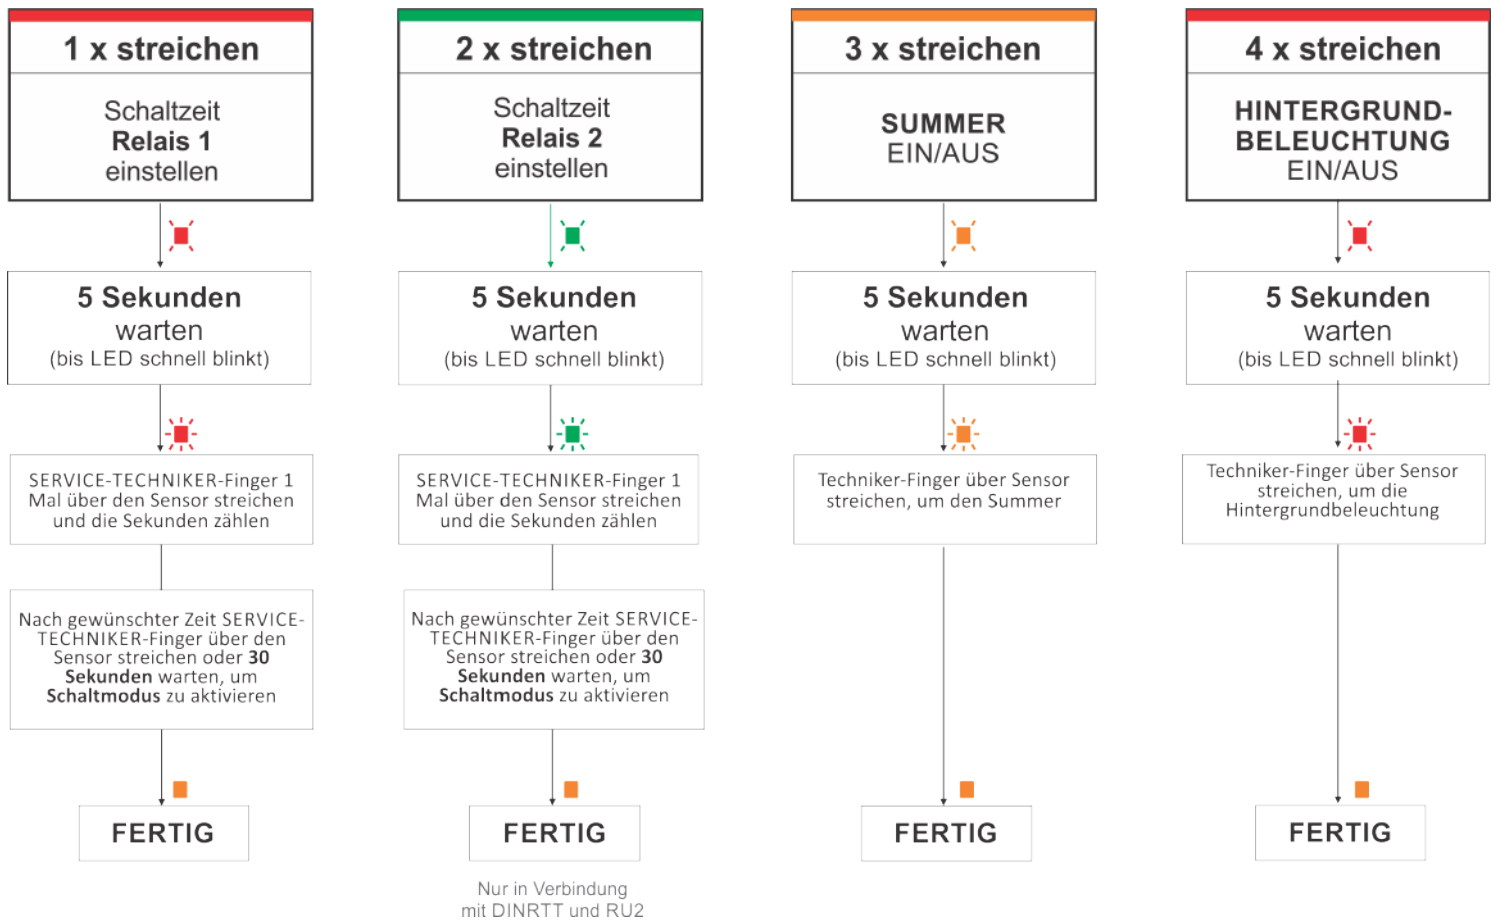 1 x streichen
Schaltzeit
Relais 1
einstellen
5 Sekunden
warten
(bis LED schnell blinkt)
SERVICE-TECHNIKER-Finger 1
Mal über den Sensor streichen
und die Sekunden zählen
Nach gewünschter Zeit SERVICE-
TECHNIKER-Finger über den
Sensor streichen oder 30
Sekunden warten, um
Schaltmodus zu aktivieren
FERTIG
2 x streichen
Schaltzeit
Relais 2
einstellen
5 Sekunden
warten
(bis LED schnell blinkt)
SERVICE-TECHNIKER-Finger 1
Mal über den Sensor streichen
und die Sekunden zählen
Nach gewünschter Zeit SERVICE-
TECHNIKER-Finger über den
Sensor streichen oder 30
Sekunden warten, um
Schaltmodus zu aktivieren
FERTIG
Nur in Verbindung
mit DINRTT und RU2
3 x streichen
SUMMER
EIN/AUS
5 Sekunden
warten
(bis LED schnell blinkt)
Techniker-Finger über Sensor
streichen, um den Summer
FERTIG
4 x streichen
HINTERGRUND-
BELEUCHTUNG
EIN/AUS
5 Sekunden
warten
(bis LED schnell blinkt)
Techniker-Finger über Sensor
streichen, um die
Hintergrundbeleuchtung
FERTIG